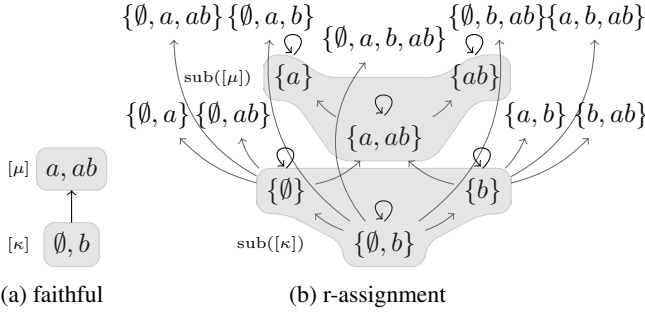 {∅, a, ab} {∅, a, b} {∅, a, b, ab} {∅, b, ab} {a, b, ab}
sub([μ]) {a} {ab}
{∅, a} {∅, ab} {a, ab} {a, b} {b, ab}
[μ] a, ab
{∅} {b}
[κ] ∅, b
sub([κ]) {∅, b}
(a) faithful
(b) r-assignment